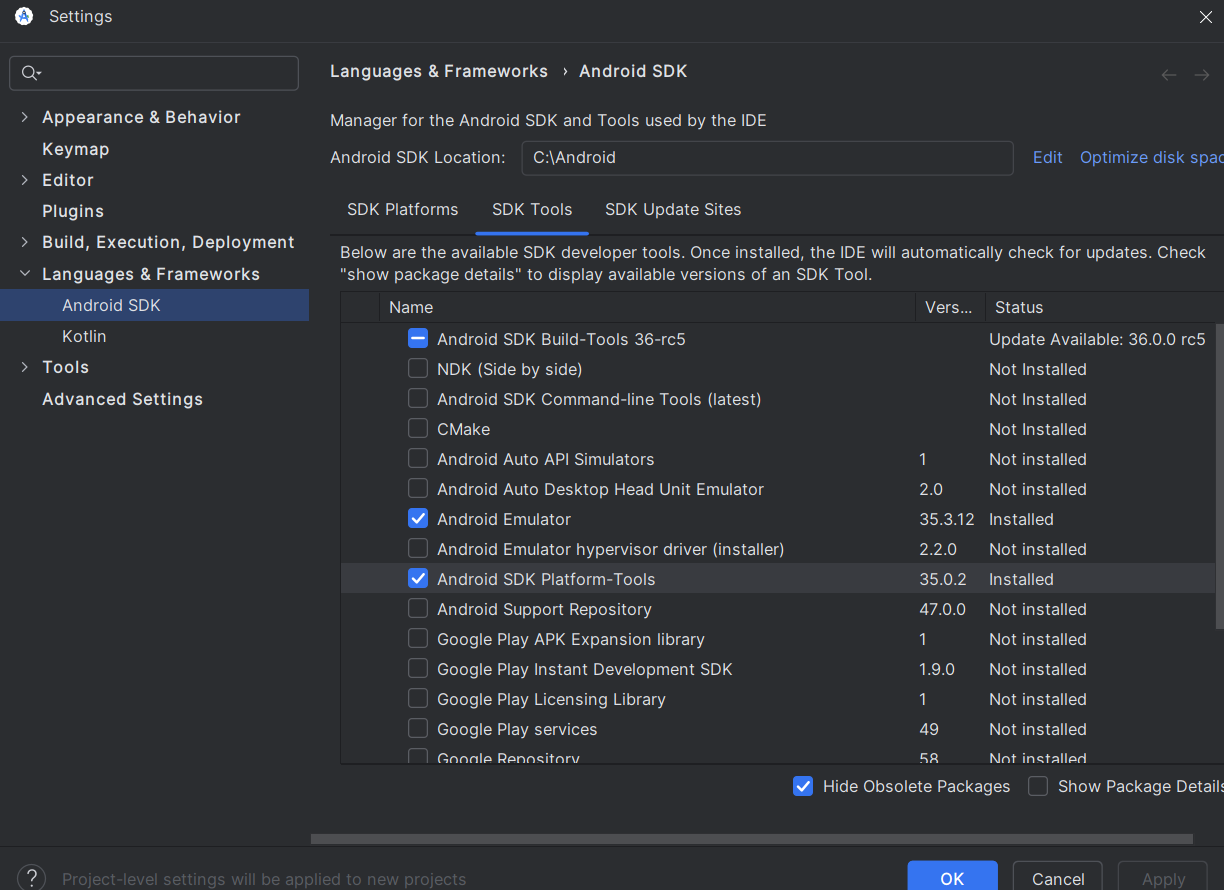 Settings
Languages & Frameworks › Android SDK
Appearance & Behavior
Keymap
Editor
Plugins
Build, Execution, Deployment
Languages & Frameworks
Android SDK
Kotlin
Tools
Advanced Settings
Manager for the Android SDK and Tools used by the IDE
Android SDK Location: C:\Android Edit Optimize disk spac
SDK Platforms SDK Tools SDK Update Sites
Below are the available SDK developer tools. Once installed, the IDE will automatically check for updates. Check
"show package details" to display available versions of an SDK Tool.
Name Vers... Status
Android SDK Build-Tools 36-rc5 Update Available: 36.0.0 rc5
NDK (Side by side) Not Installed
Android SDK Command-line Tools (latest) Not Installed
CMake Not Installed
Android Auto API Simulators 1 Not installed
Android Auto Desktop Head Unit Emulator 2.0 Not installed
Android Emulator 35.3.12 Installed
Android Emulator hypervisor driver (installer) 2.2.0 Not installed
Android SDK Platform-Tools 35.0.2 Installed
Android Support Repository 47.0.0 Not installed
Google Play APK Expansion library 1 Not installed
Google Play Instant Development SDK 1.9.0 Not installed
Google Play Licensing Library 1 Not installed
Google Play services 49 Not installed
Google Repository 58 Not installed
Hide Obsolete Packages Show Package Details
? Project-level settings will be applied to new projects
OK Cancel Apply